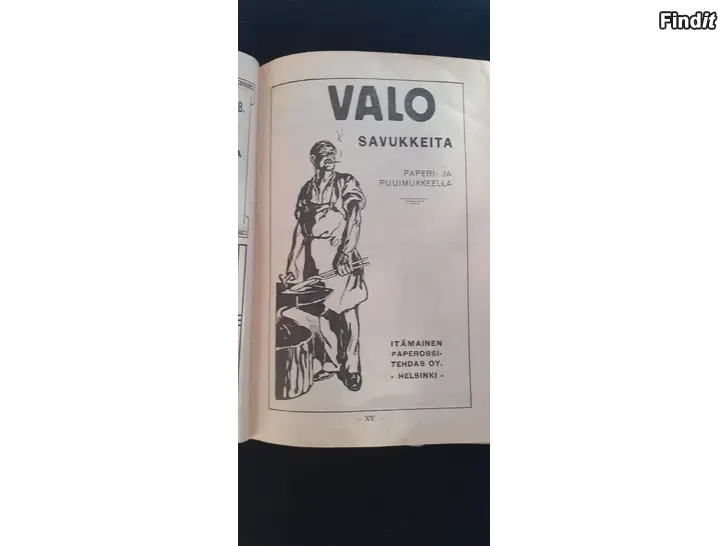 Findit
B.
A
VALO
SAVUKKEITA
PAPERI- JA
PUUIMUKKEELLA
ITÄMAINEN
PAPEROSSI-
TEHDAS OY.
- HELSINKI -
— XV —